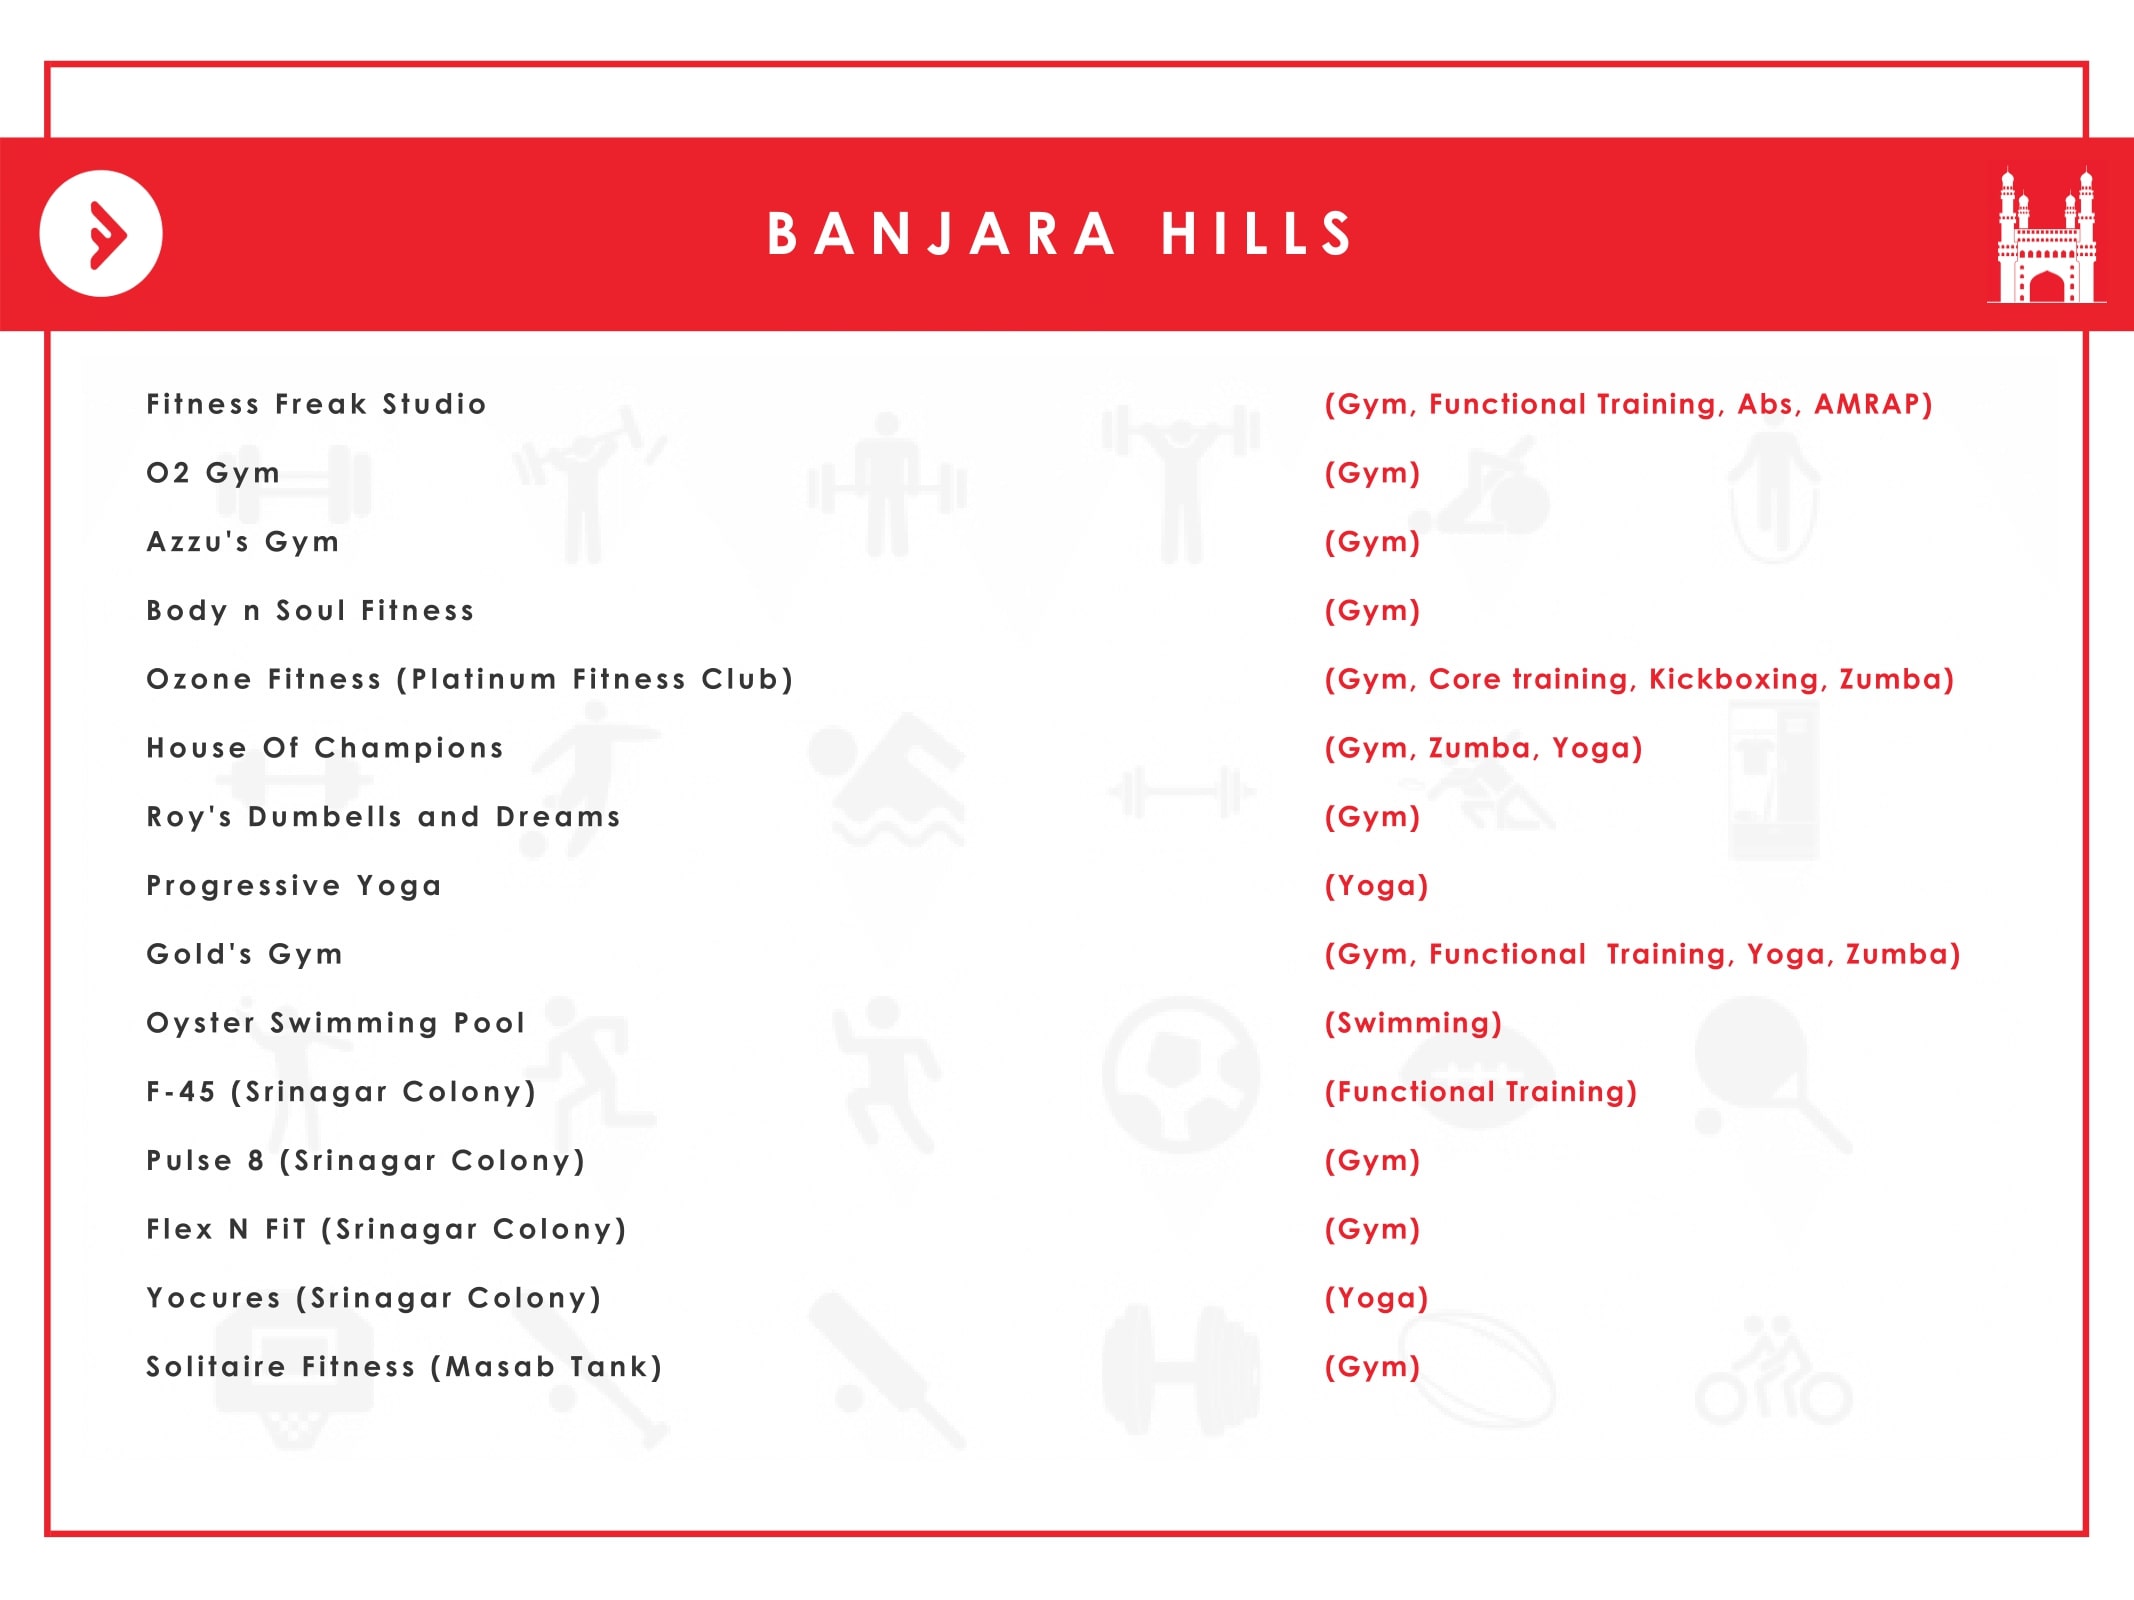 BANJARA HILLS
Fitness Freak Studio (Gym, Functional Training, Abs, AMRAP)
O2 Gym (Gym)
Azzu's Gym (Gym)
Body n Soul Fitness (Gym)
Ozone Fitness (Platinum Fitness Club) (Gym, Core training, Kickboxing, Zumba)
House Of Champions (Gym, Zumba, Yoga)
Roy's Dumbells and Dreams (Gym)
Progressive Yoga (Yoga)
Gold's Gym (Gym, Functional Training, Yoga, Zumba)
Oyster Swimming Pool (Swimming)
F-45 (Srinagar Colony) (Functional Training)
Pulse 8 (Srinagar Colony) (Gym)
Flex N FiT (Srinagar Colony) (Gym)
Yocures (Srinagar Colony) (Yoga)
Solitaire Fitness (Masab Tank) (Gym)